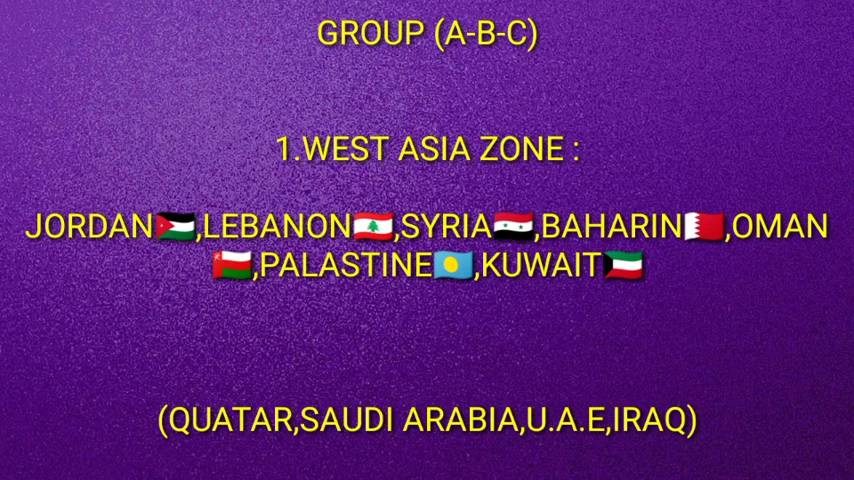 GROUP (A-B-C)
1.WEST ASIA ZONE :
JORDAN🇯🇴,LEBANON🇱🇧,SYRIA🇸🇾,BAHARIN🇧🇭,OMAN
🇴🇲,PALASTINE🇵🇼,KUWAIT🇰🇼
(QUATAR,SAUDI ARABIA,U.A.E,IRAQ)